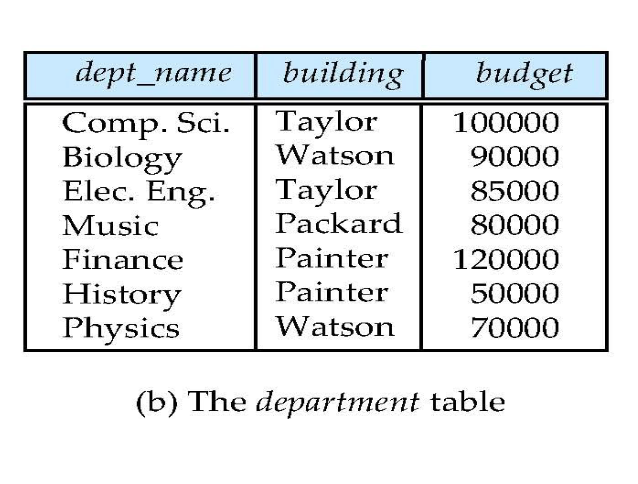 dept_name building budget
Comp. Sci. Taylor 100000
Biology Watson 90000
Elec. Eng. Taylor 85000
Music Packard 80000
Finance Painter 120000
History Painter 50000
Physics Watson 70000
(b) The department table